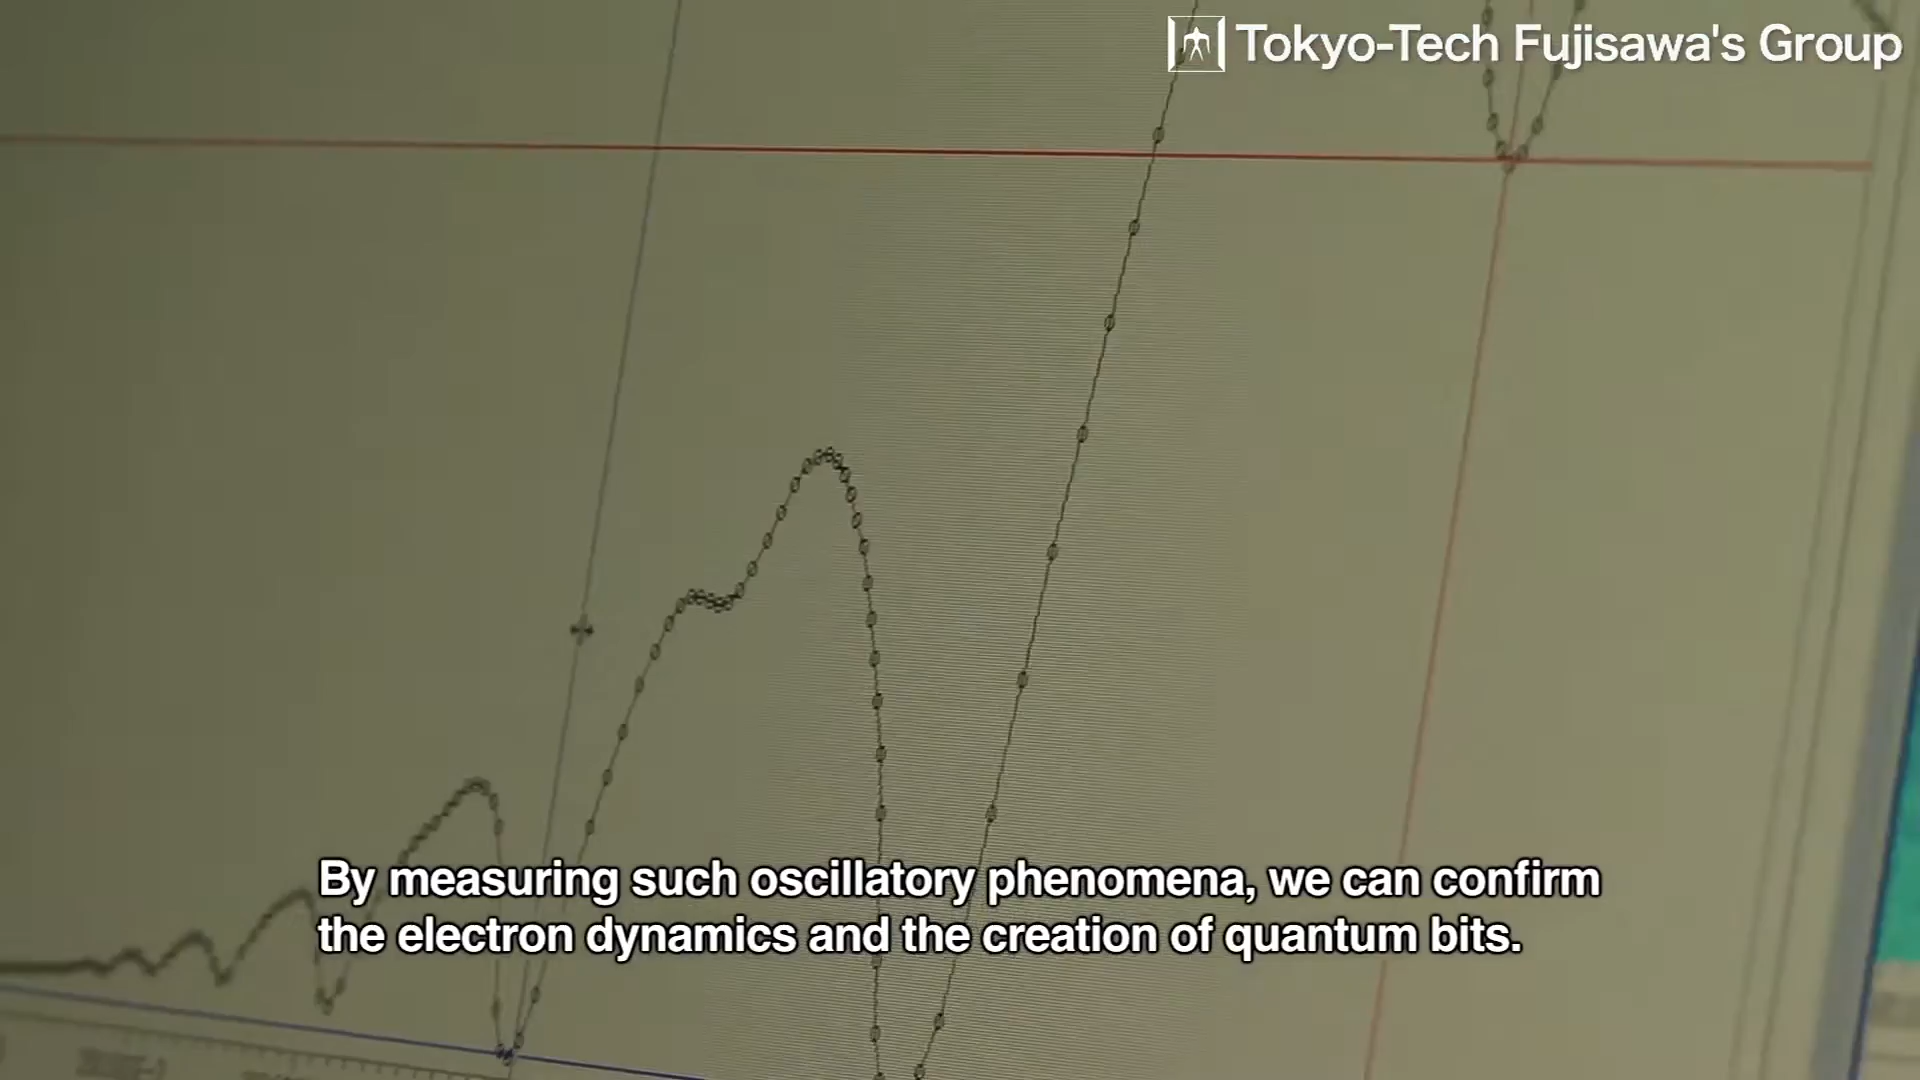 Tokyo-Tech Fujisawa's Group
By measuring such oscillatory phenomena, we can confirm
the electron dynamics and the creation of quantum bits.